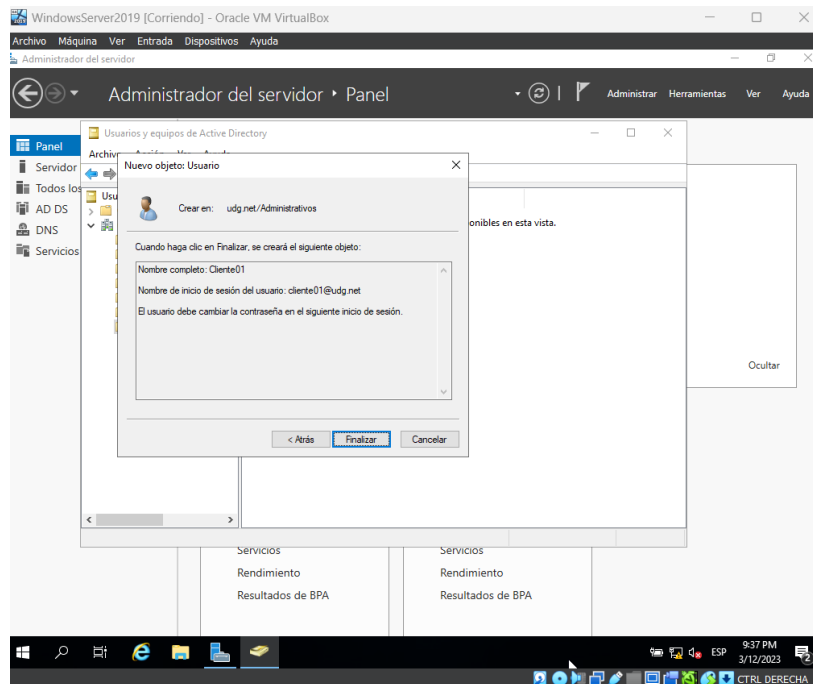 WindowsServer2019 [Corriendo] - Oracle VM VirtualBox
Archivo Máquina Ver Entrada Dispositivos Ayuda
Administrador del servidor
Administrador del servidor Panel
Administrar Herramientas Ver Ayuda
Usuarios y equipos de Active Directory
Panel
Servidor
Todos los
AD DS
DNS
Servicios
Archiv
Nuevo objeto: Usuario
Usu
Crear en: udg.net/Administrativos
onibles en esta vista.
Cuando haga clic en Finalizar, se creará el siguiente objeto:
Nombre completo: Cliente01
Nombre de inicio de sesión del usuario: cliente01@udg.net
El usuario debe cambiar la contraseña en el siguiente inicio de sesión.
Ocultar
< Atrás Finalizar Cancelar
Servicios
Rendimiento
Resultados de BPA
Servicios
Rendimiento
Resultados de BPA
ESP
9:37 PM
3/12/2023
2
CTRL DERECHA